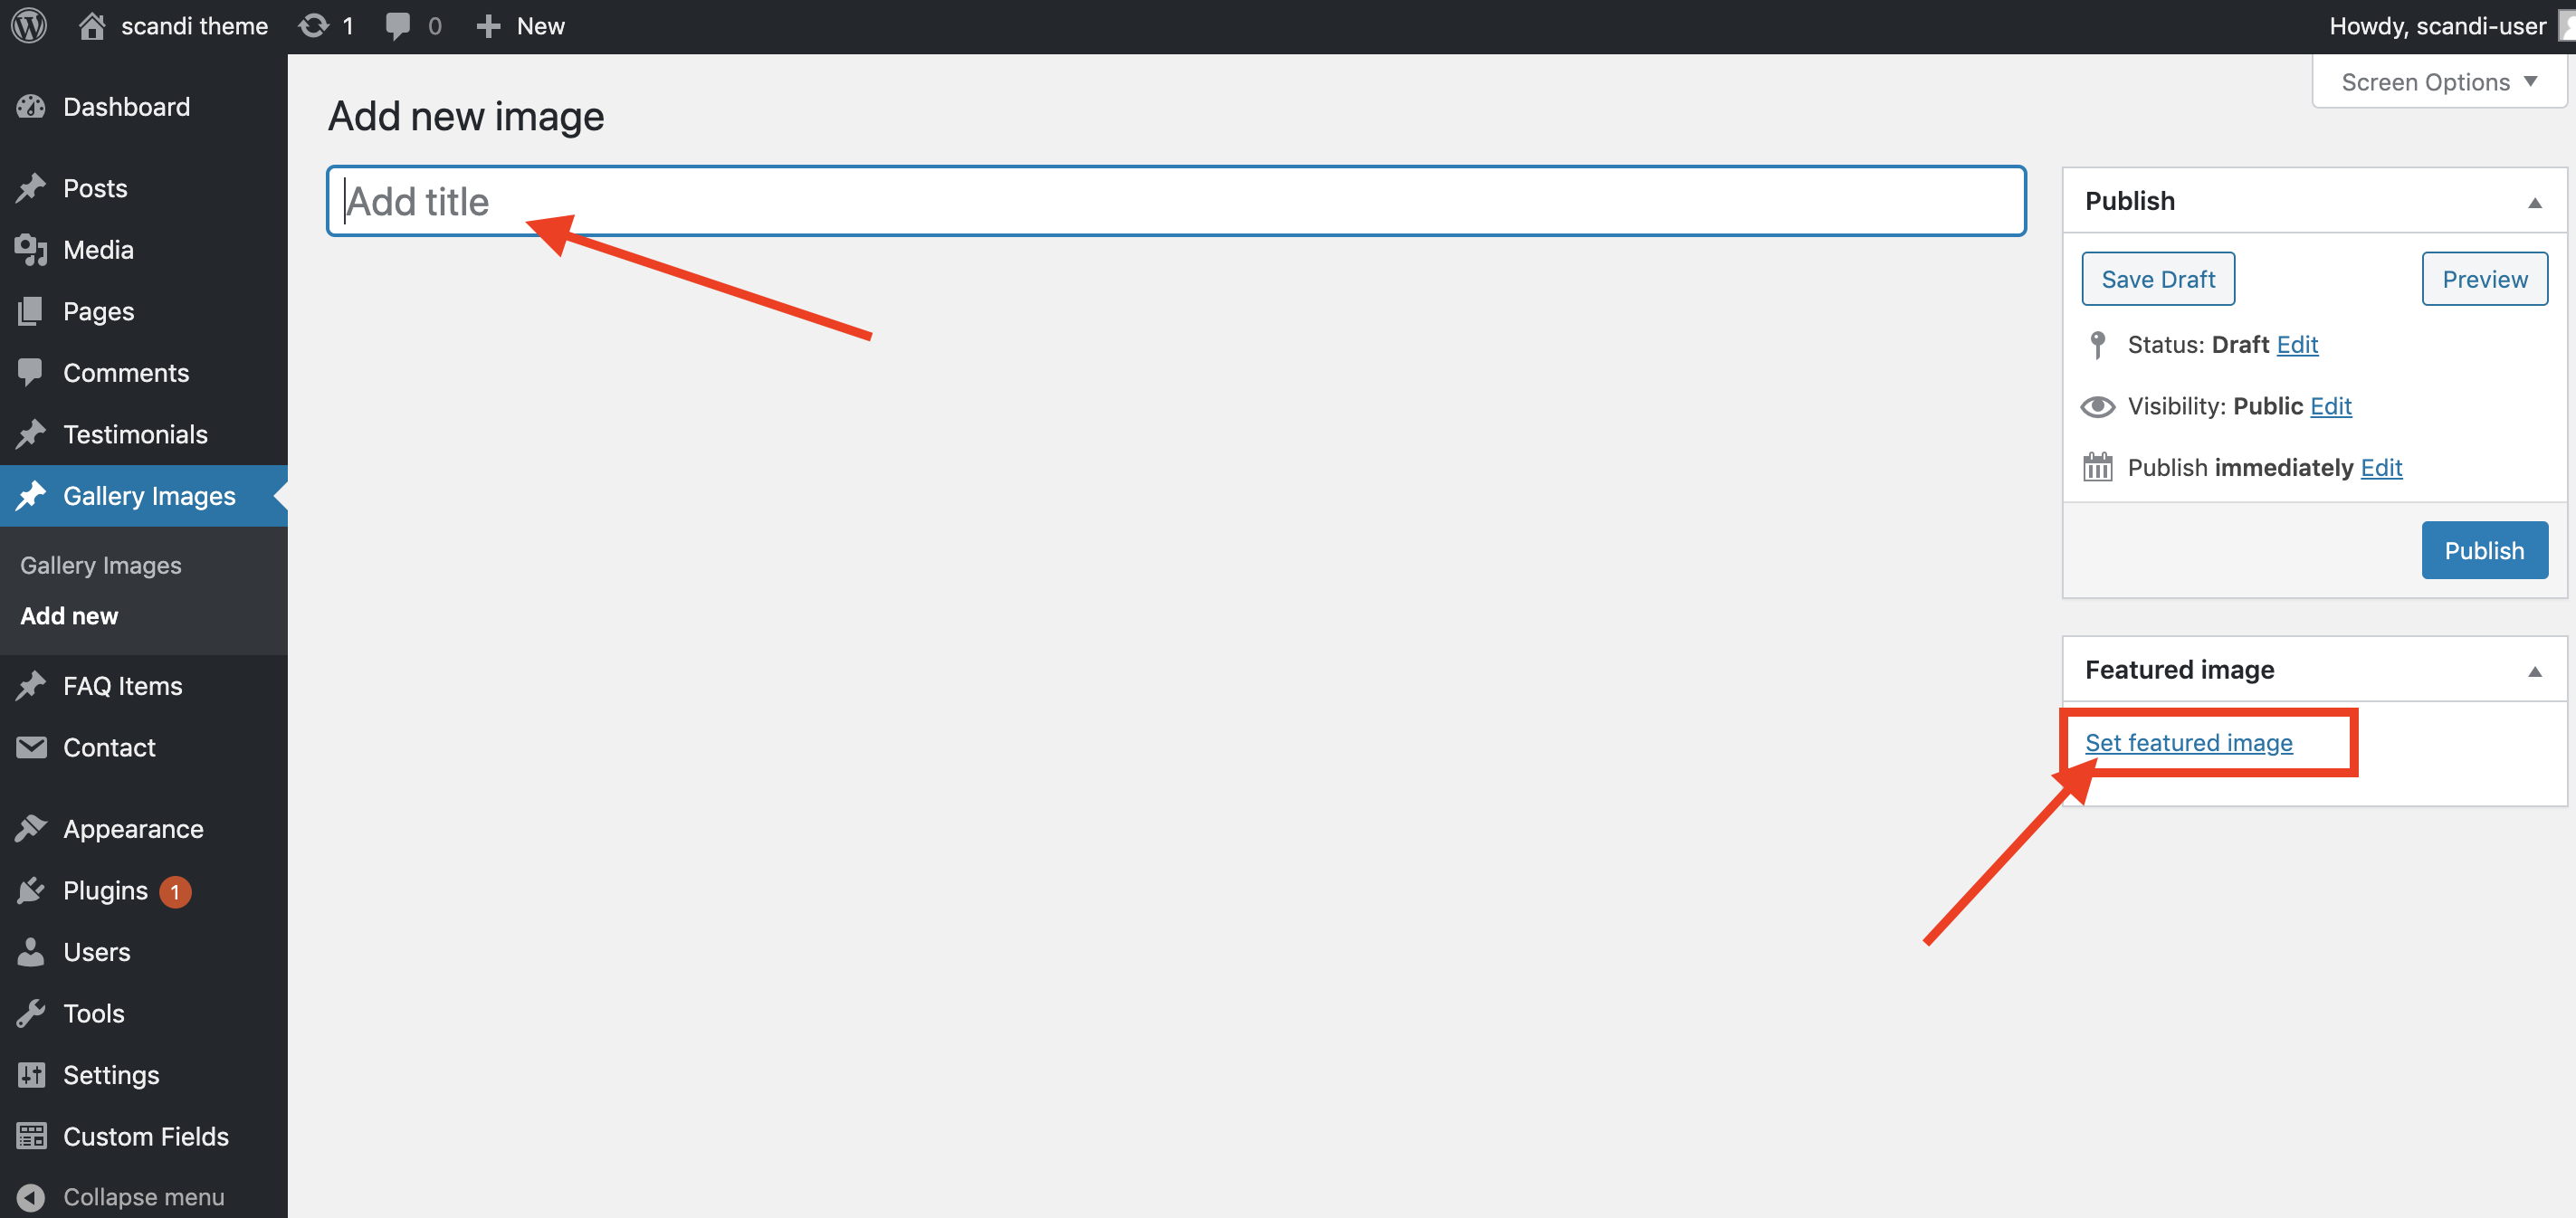 scandi theme 1 0 New Howdy, scandi-user
Screen Options
Dashboard
Posts
Media
Pages
Comments
Testimonials
Gallery Images
Gallery Images
Add new
FAQ Items
Contact
Appearance
Plugins 1
Users
Tools
Settings
Custom Fields
Collapse menu
Add new image
Add title
Publish
Save Draft Preview
Status: Draft Edit
Visibility: Public Edit
Publish immediately Edit
Publish
Featured image
Set featured image